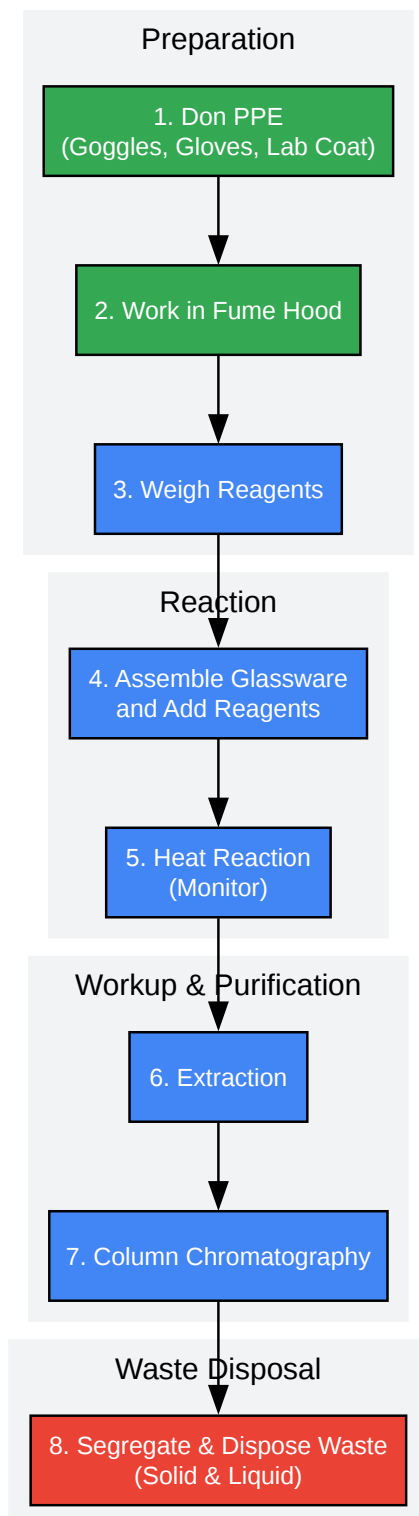 Preparation
1. Don PPE
(Goggles, Gloves, Lab Coat)
2. Work in Fume Hood
3. Weigh Reagents
Reaction
4. Assemble Glassware
and Add Reagents
5. Heat Reaction
(Monitor)
Workup & Purification
6. Extraction
7. Column Chromatography
Waste Disposal
8. Segregate & Dispose Waste
(Solid & Liquid)